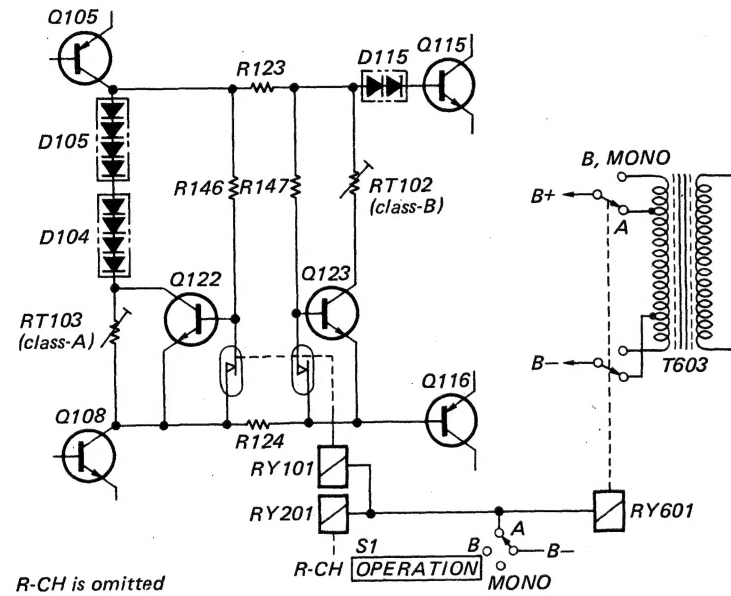 Q105
Q115
D115
R123
D105
B, MONO
R146
R147
RT102
(class-B)
B+
A
D104
Q122
Q123
RT103
(class-A)
B—
T603
Q116
Q108
R124
RY101
RY201
RY601
A
S1
B
B—
R-CH
OPERATION
MONO
R-CH is omitted